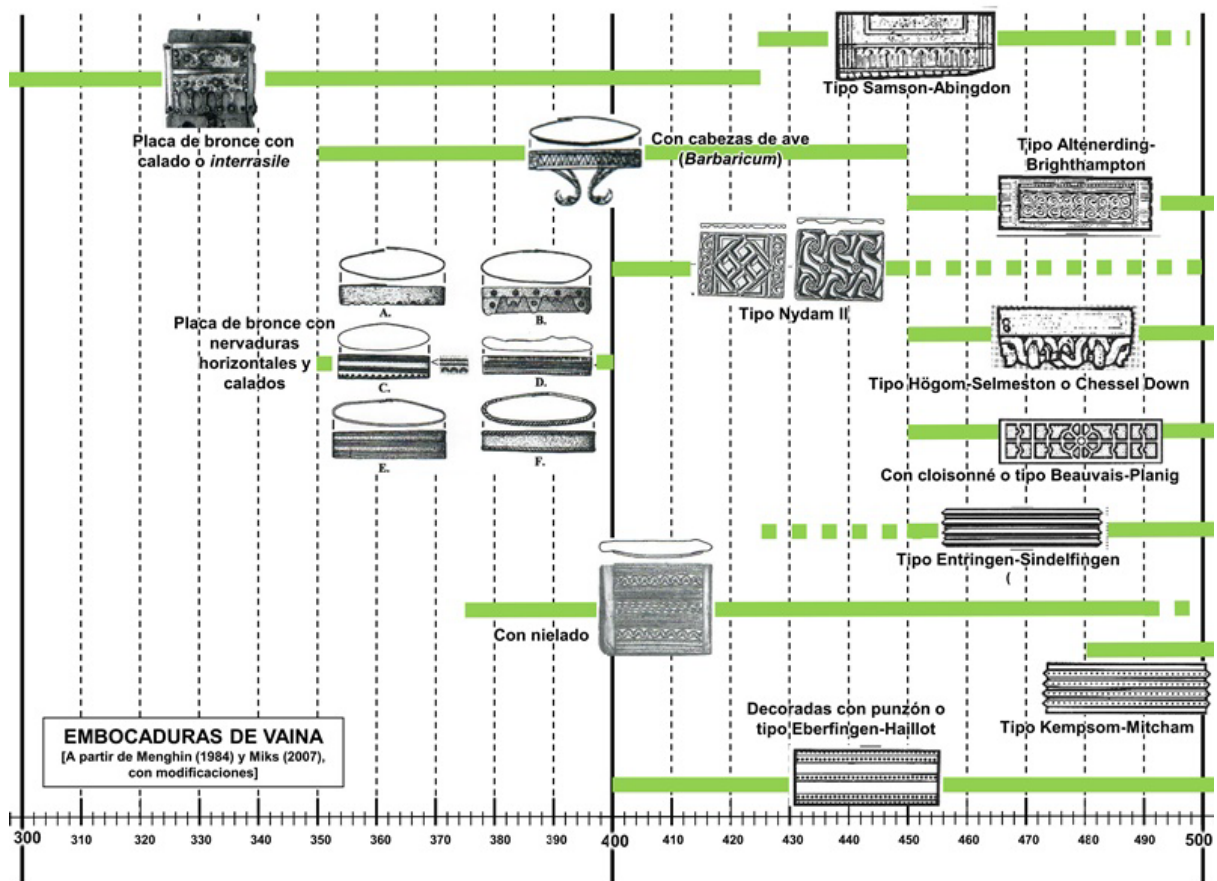 Tipo Samson-Abingdon
Placa de bronce con
calado o interrasile
Con cabezas de ave
(Barbaricum)
Tipo Altenerding-
Brighthampton
Tipo Nydam II
A.
B.
Placa de bronce con
nervaduras
horizontales y
calados
C.
D.
E.
F.
Tipo Högom-Selmeston o Chessel Down
Con cloisonné o tipo Beauvais-Planig
Tipo Entringen-Sindelfingen
(
Con nielado
Tipo Kempsom-Mitcham
Decoradas con punzón o
tipo Eberfingen-Haillot
EMBOCADURAS DE VAINA
[A partir de Menghin (1984) y Miks (2007),
con modificaciones]
300 310 320 330 340 350 360 370 380 390 400 410 420 430 440 450 460 470 480 490 500